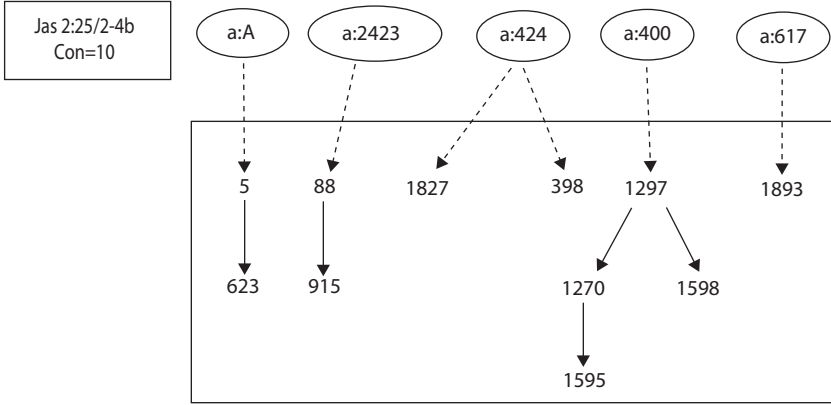 Jas 2:25/2-4b
Con=10
a:A a:2423 a:424 a:400 a:617
5 88 1827 398 1297 1893
623 915 1270 1598
1595